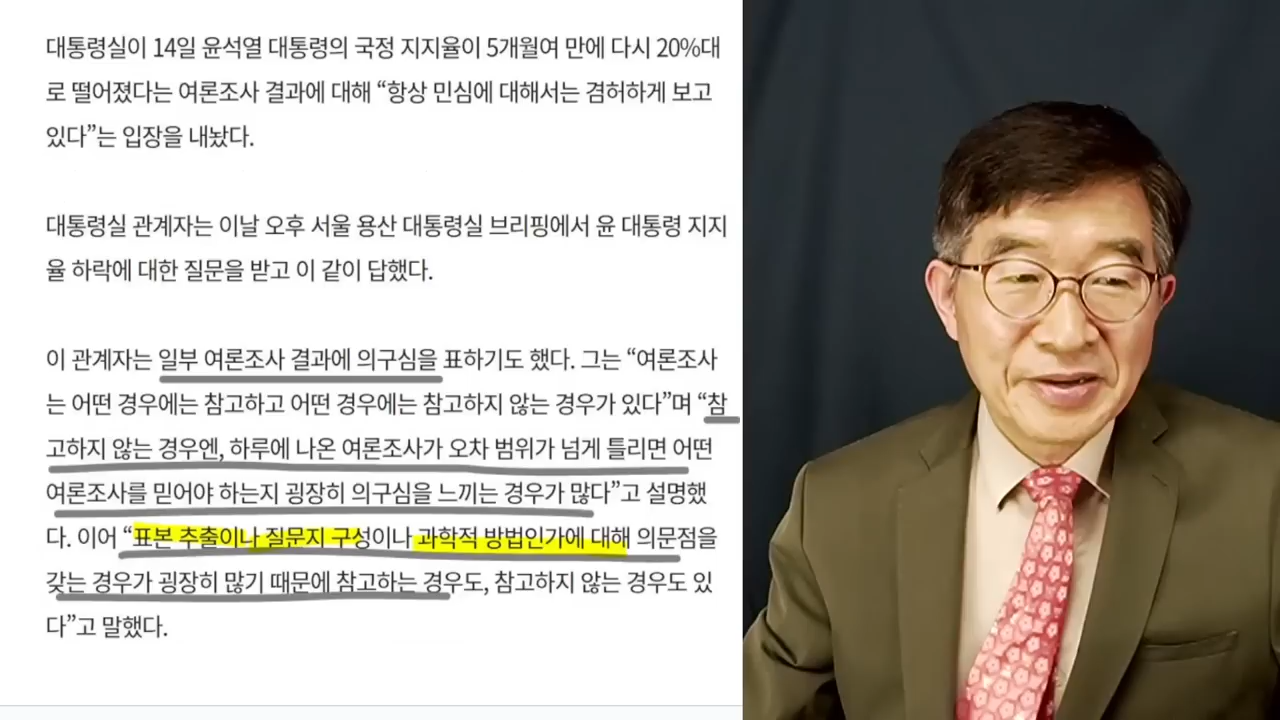 대통령실이 14일 윤석열 대통령의 국정 지지율이 5개월여 만에 다시 20%대
로 떨어졌다는 여론조사 결과에 대해 “항상 민심에 대해서는 겸허하게 보고
있다”는 입장을 내놨다.
대통령실 관계자는 이날 오후 서울 용산 대통령실 브리핑에서 윤 대통령 지지
율 하락에 대한 질문을 받고 이 같이 답했다.
이 관계자는 일부 여론조사 결과에 의구심을 표하기도 했다. 그는 “여론조사
는 어떤 경우에는 참고하고 어떤 경우에는 참고하지 않는 경우가 있다”며 “참
고하지 않는 경우엔, 하루에 나온 여론조사가 오차 범위가 넘게 틀리면 어떤
여론조사를 믿어야 하는지 굉장히 의구심을 느끼는 경우가 많다”고 설명했
다. 이어 “표본 추출이나 질문지 구성이나 과학적 방법인가에 대해 의문점을
갖는 경우가 굉장히 많기 때문에 참고하는 경우도, 참고하지 않는 경우도 있
다”고 말했다.